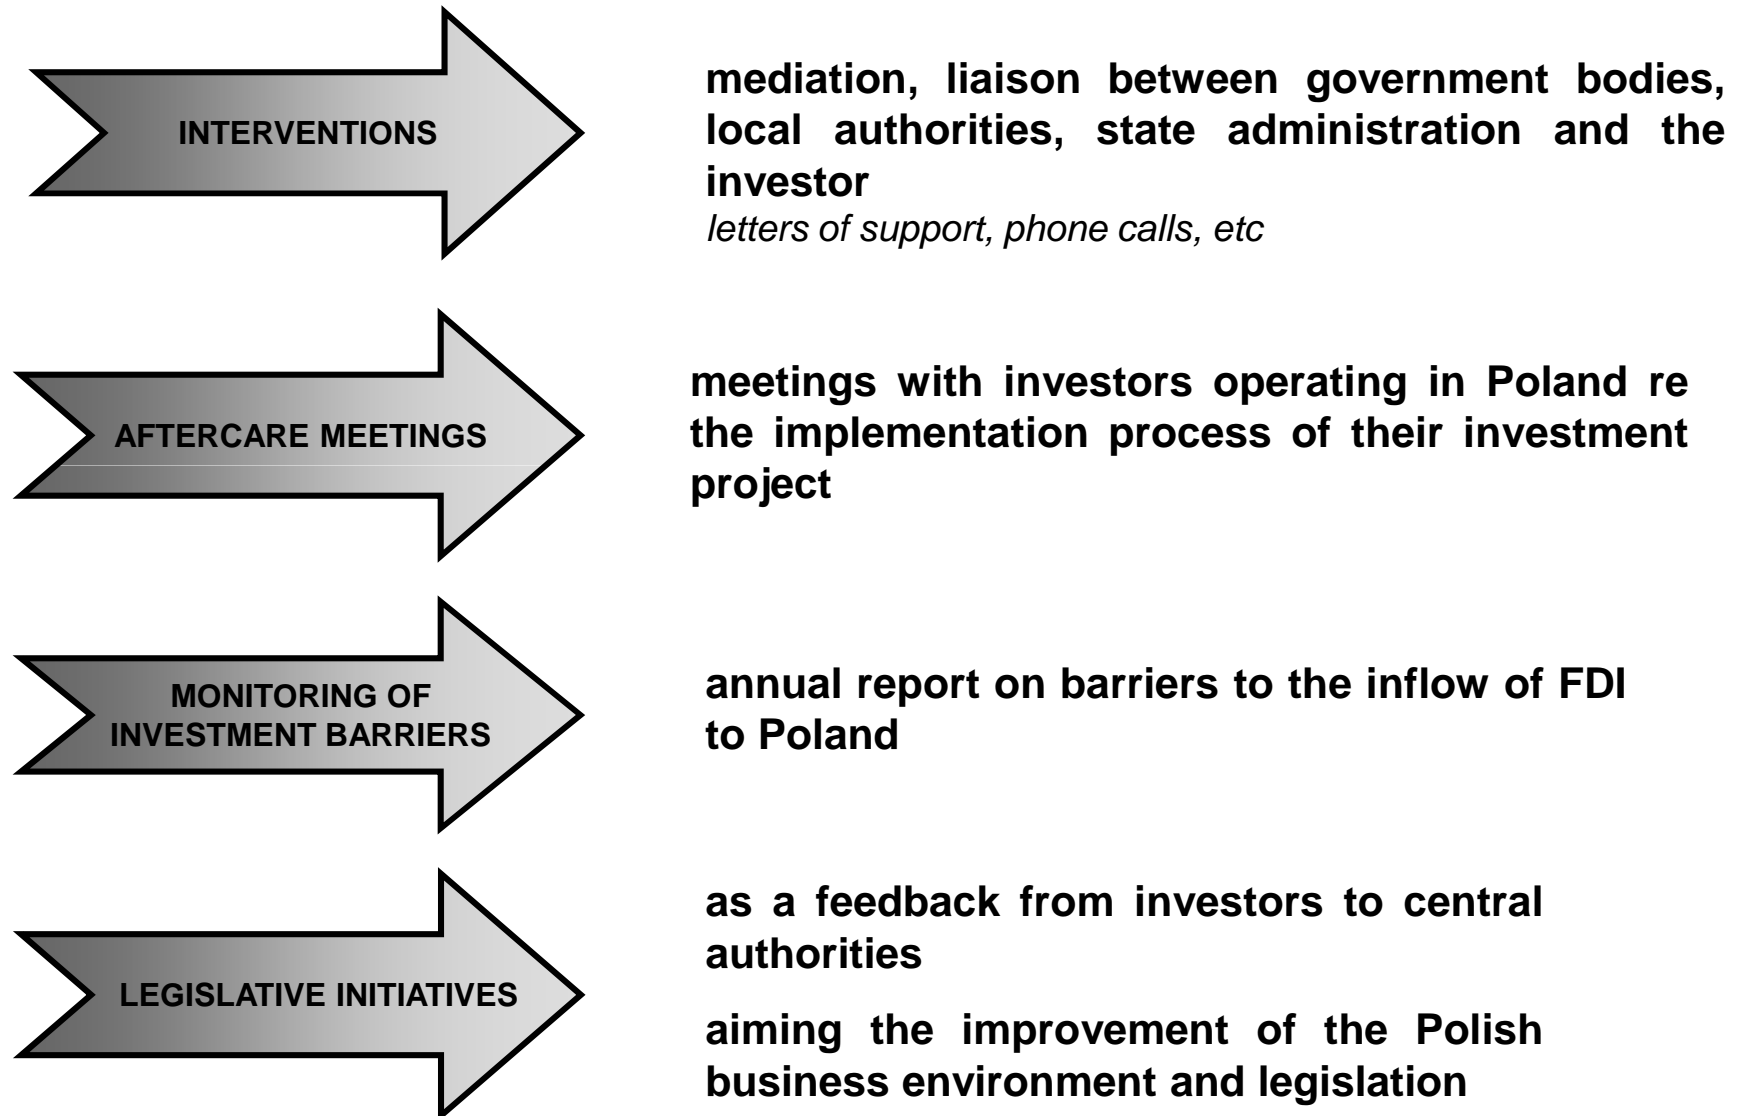 INTERVENTIONS
mediation, liaison between government bodies,
local authorities, state administration and the
investor
letters of support, phone calls, etc
AFTERCARE MEETINGS
meetings with investors operating in Poland re
the implementation process of their investment
project
MONITORING OF
INVESTMENT BARRIERS
annual report on barriers to the inflow of FDI
to Poland
LEGISLATIVE INITIATIVES
as a feedback from investors to central
authorities
aiming the improvement of the Polish
business environment and legislation